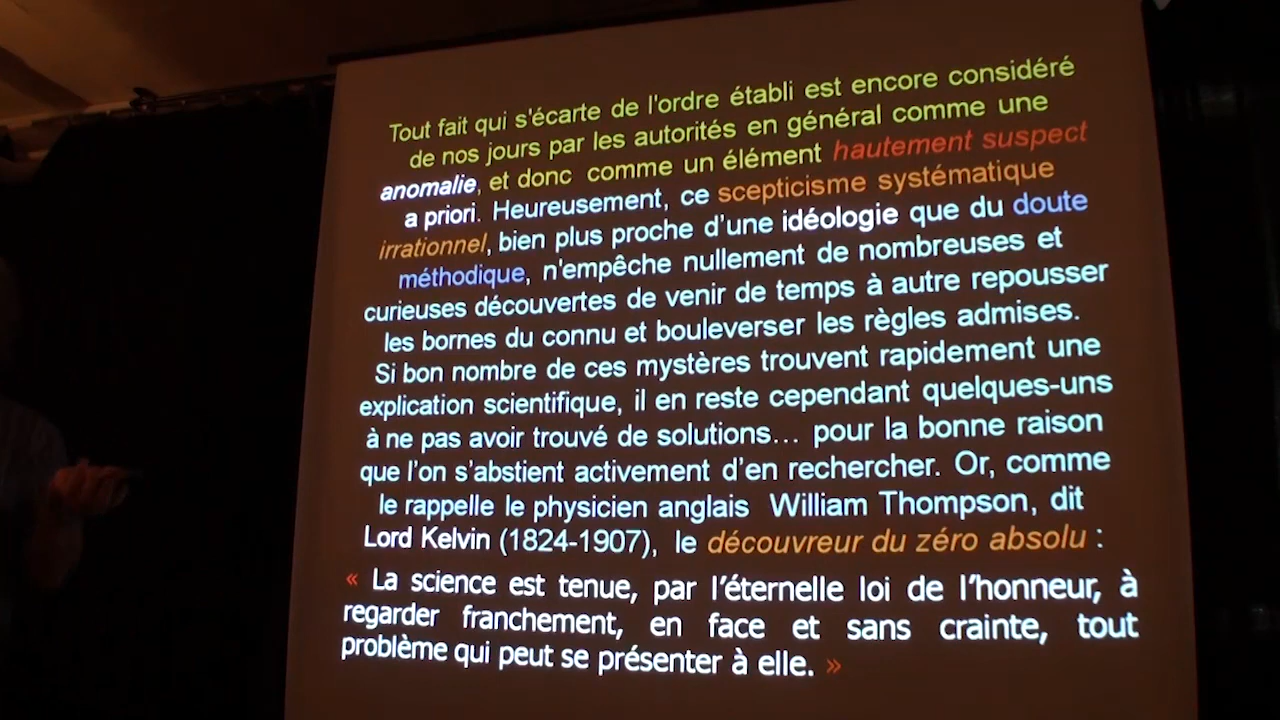 Tout fait qui s'écarte de l'ordre établi est encore considéré
de nos jours par les autorités en général comme une
anomalie, et donc comme un élément hautement suspect
a priori. Heureusement, ce scepticisme systématique
irrationnel, bien plus proche d’une idéologie que du doute
méthodique, n'empêche nullement de nombreuses et
curieuses découvertes de venir de temps à autre repousser
les bornes du connu et bouleverser les règles admises.
Si bon nombre de ces mystères trouvent rapidement une
explication scientifique, il en reste cependant quelques-uns
à ne pas avoir trouvé de solutions… pour la bonne raison
que l’on s’abstient activement d’en rechercher. Or, comme
le rappelle le physicien anglais William Thompson, dit
Lord Kelvin (1824-1907), le découvreur du zéro absolu :
« La science est tenue, par l’éternelle loi de l’honneur, à
regarder franchement, en face et sans crainte, tout
problème qui peut se présenter à elle. »